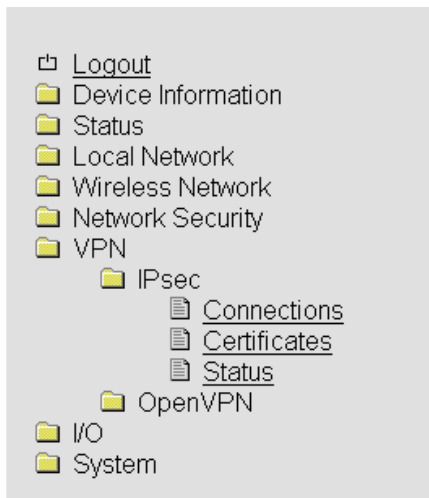 Logout
Device Information
Status
Local Network
Wireless Network
Network Security
VPN
IPsec
Connections
Certificates
Status
OpenVPN
I/O
System